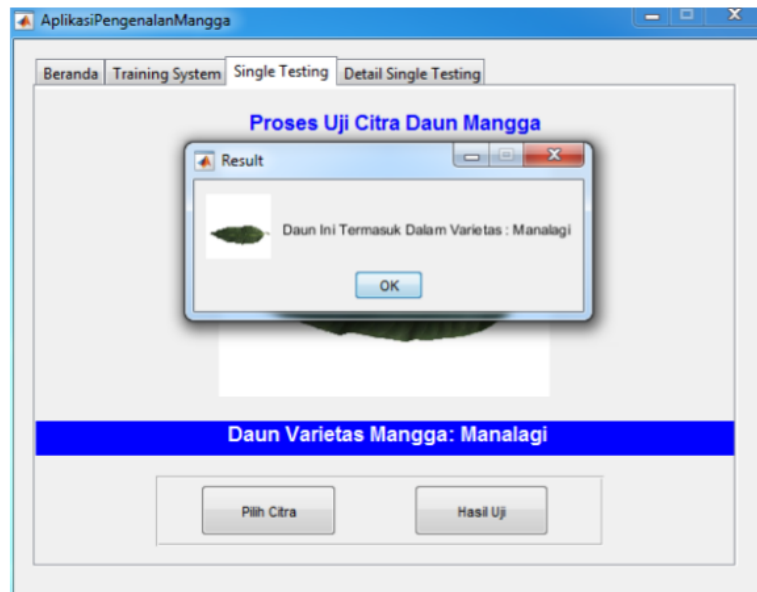 AplikasiPengenalanMangga
Beranda Training System Single Testing Detail Single Testing
Proses Uji Citra Daun Mangga
Result
Daun Ini Termasuk Dalam Varietas : Manalagi
OK
Daun Varietas Mangga: Manalagi
Pilih Citra Hasil Uji